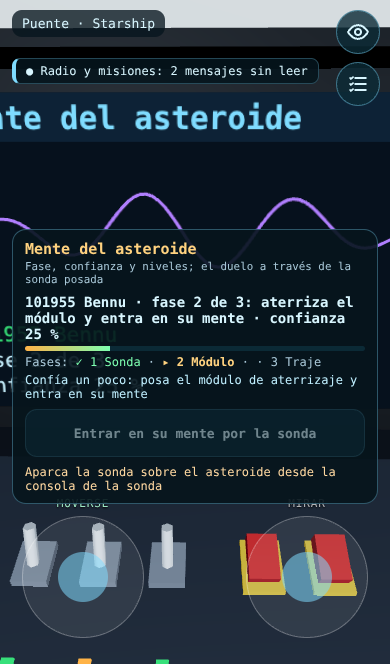 Puente · Starship
● Radio y misiones: 2 mensajes sin leer
nte del asteroide
Mente del asteroide
Fase, confianza y niveles; el duelo a través de la
sonda posada
101955 Bennu · fase 2 de 3: aterriza el
módulo y entra en su mente · confianza
25 %
Fases: ✓ 1 Sonda · ▸ 2 Módulo · · 3 Traje
Confía un poco: posa el módulo de aterrizaje y
entra en su mente
Entrar en su mente por la sonda
Aparca la sonda sobre el asteroide desde la
consola de la sonda
MOVERSE
MIRAR